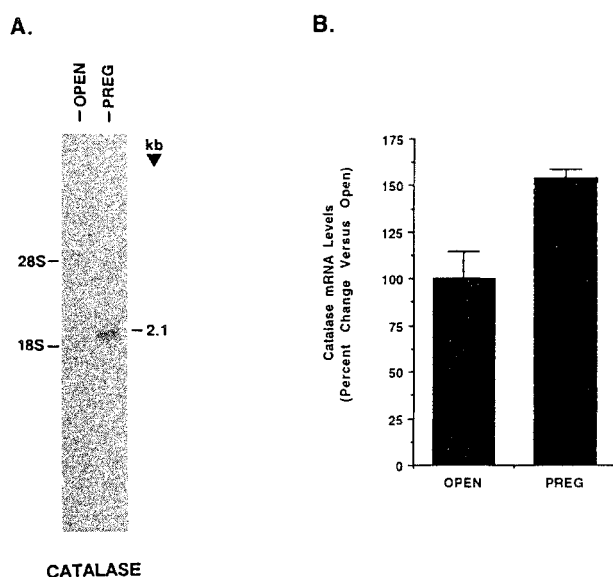 A.
– OPEN
– PREG
kb
28S –
– 2.1
18S –
CATALASE
B.
Catalase mRNA Levels
(Percent Change Versus Open)
175
150
125
100
75
50
25
0
OPEN
PREG